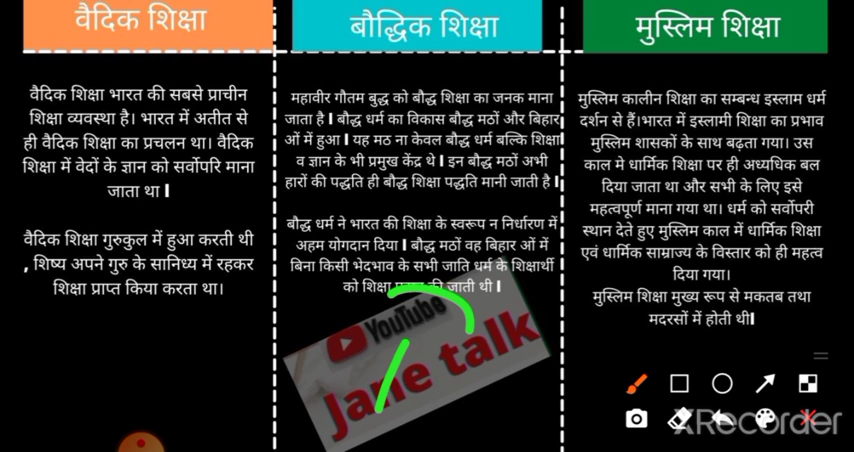 वैदिक शिक्षा
वैदिक शिक्षा भारत की सबसे प्राचीन
शिक्षा व्यवस्था है। भारत में अतीत से
ही वैदिक शिक्षा का प्रचलन था। वैदिक
शिक्षा में वेदों के ज्ञान को सर्वोपरि माना
जाता था l
वैदिक शिक्षा गुरुकुल में हुआ करती थी
, शिष्य अपने गुरु के सानिध्य में रहकर
शिक्षा प्राप्त किया करता था।
बौद्धिक शिक्षा
महावीर गौतम बुद्ध को बौद्ध शिक्षा का जनक माना
जाता है l बौद्ध धर्म का विकास बौद्ध मठों और बिहार
ओं में हुआ l यह मठ ना केवल बौद्ध धर्म बल्कि शिक्षा
व ज्ञान के भी प्रमुख केंद्र थे l इन बौद्ध मठों अभी
हारों की पद्धति ही बौद्ध शिक्षा पद्धति मानी जाती है l
बौद्ध धर्म ने भारत की शिक्षा के स्वरूप न निर्धारण में
अहम योगदान दिया l बौद्ध मठों वह बिहार ओं में
बिना किसी भेदभाव के सभी जाति धर्म के शिक्षार्थी
को शिक्षा की जाती थी l
YouTube
Jane talk
मुस्लिम शिक्षा
मुस्लिम कालीन शिक्षा का सम्बन्ध इस्लाम धर्म
दर्शन से हैं।भारत में इस्लामी शिक्षा का प्रभाव
मुस्लिम शासकों के साथ बढ़ता गया। उस
काल मे धार्मिक शिक्षा पर ही अध्यधिक बल
दिया जाता था और सभी के लिए इसे
महत्वपूर्ण माना गया था। धर्म को सर्वोपरी
स्थान देते हुए मुस्लिम काल में धार्मिक शिक्षा
एवं धार्मिक साम्राज्य के विस्तार को ही महत्व
दिया गया।
मुस्लिम शिक्षा मुख्य रूप से मकतब तथा
मदरसों में होती थीl
XRecorder